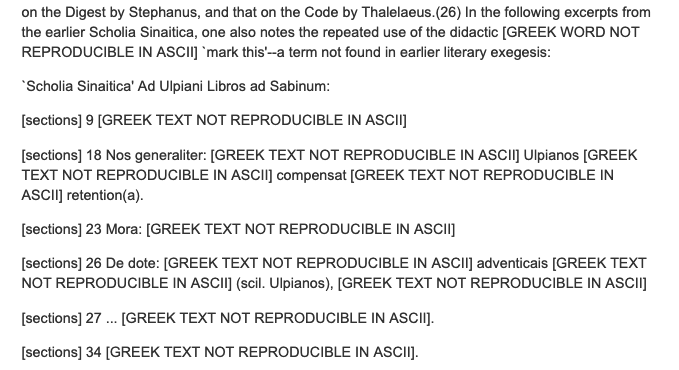 on the Digest by Stephanus, and that on the Code by Thalelaeus.(26) In the following excerpts from
the earlier Scholia Sinaitica, one also notes the repeated use of the didactic [GREEK WORD NOT
REPRODUCIBLE IN ASCII] `mark this'--a term not found in earlier literary exegesis:
`Scholia Sinaitica' Ad Ulpiani Libros ad Sabinum:
[sections] 9 [GREEK TEXT NOT REPRODUCIBLE IN ASCII]
[sections] 18 Nos generaliter: [GREEK TEXT NOT REPRODUCIBLE IN ASCII] Ulpianos [GREEK
TEXT NOT REPRODUCIBLE IN ASCII] compensat [GREEK TEXT NOT REPRODUCIBLE IN
ASCII] retention(a).
[sections] 23 Mora: [GREEK TEXT NOT REPRODUCIBLE IN ASCII]
[sections] 26 De dote: [GREEK TEXT NOT REPRODUCIBLE IN ASCII] adventicais [GREEK TEXT
NOT REPRODUCIBLE IN ASCII] (scil. Ulpianos), [GREEK TEXT NOT REPRODUCIBLE IN ASCII]
[sections] 27 ... [GREEK TEXT NOT REPRODUCIBLE IN ASCII].
[sections] 34 [GREEK TEXT NOT REPRODUCIBLE IN ASCII].